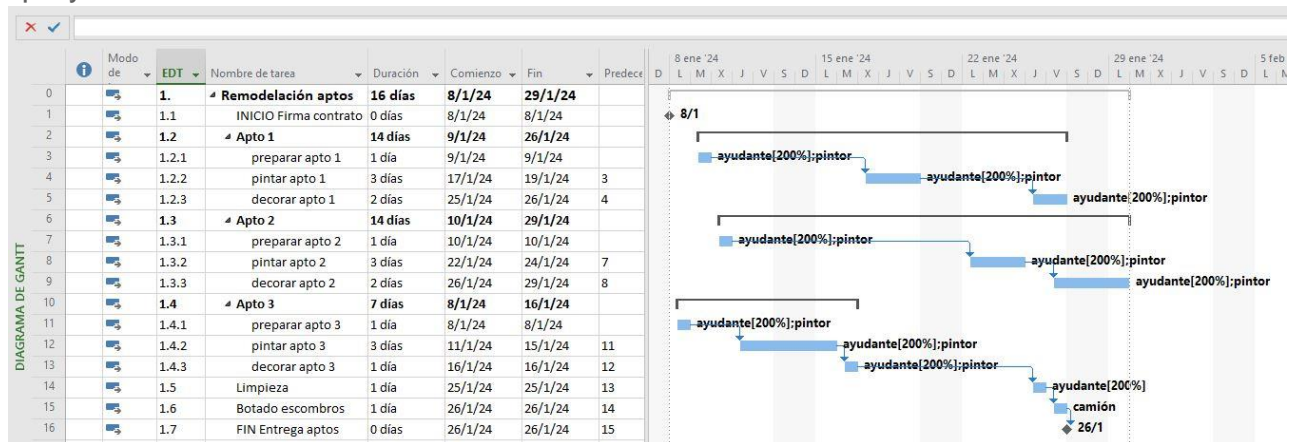 Modo
de EDT Nombre de tarea Duración Comienzo Fin Predece
8 ene '24 15 ene '24 22 ene '24 29 ene '24 5 feb
D L M X J V S D L M X J V S D L M X J V S D L M X J V S D L
0 1. Remodelación aptos 16 días 8/1/24 29/1/24
1 1.1 INICIO Firma contrato 0 días 8/1/24 8/1/24 8/1
2 1.2 Apto 1 14 días 9/1/24 26/1/24
3 1.2.1 preparar apto 1 1 día 9/1/24 9/1/24 ayudante[200%];pintor
4 1.2.2 pintar apto 1 3 días 17/1/24 19/1/24 3 ayudante[200%];pintor
5 1.2.3 decorar apto 1 2 días 25/1/24 26/1/24 4 ayudante[200%];pintor
6 1.3 Apto 2 14 días 10/1/24 29/1/24
7 1.3.1 preparar apto 2 1 día 10/1/24 10/1/24 ayudante[200%];pintor
8 1.3.2 pintar apto 2 3 días 22/1/24 24/1/24 7 ayudante[200%];pintor
9 1.3.3 decorar apto 2 2 días 26/1/24 29/1/24 8 ayudante[200%];pintor
10 1.4 Apto 3 7 días 8/1/24 16/1/24
11 1.4.1 preparar apto 3 1 día 8/1/24 8/1/24 ayudante[200%];pintor
12 1.4.2 pintar apto 3 3 días 11/1/24 15/1/24 11 ayudante[200%];pintor
13 1.4.3 decorar apto 3 1 día 16/1/24 16/1/24 12 ayudante[200%];pintor
14 1.5 Limpieza 1 día 25/1/24 25/1/24 13 ayudante[200%]
15 1.6 Botado escombros 1 día 26/1/24 26/1/24 14 camión
16 1.7 FIN Entrega aptos 0 días 26/1/24 26/1/24 15 26/1
DIAGRAMA DE GANTT